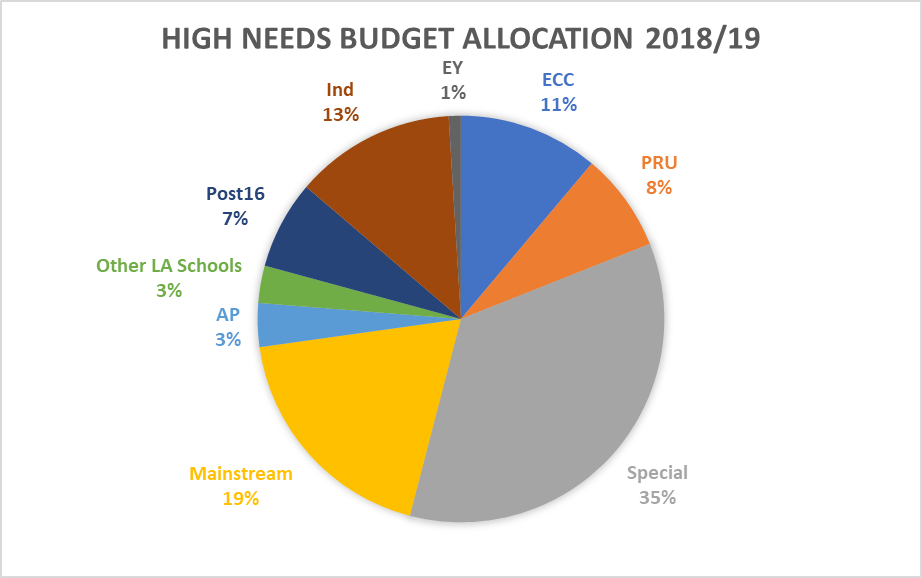 HIGH NEEDS BUDGET ALLOCATION 2018/19
EY
1%
ECC
11%
PRU
8%
Special
35%
Mainstream
19%
AP
3%
Other LA Schools
3%
Post16
7%
Ind
13%